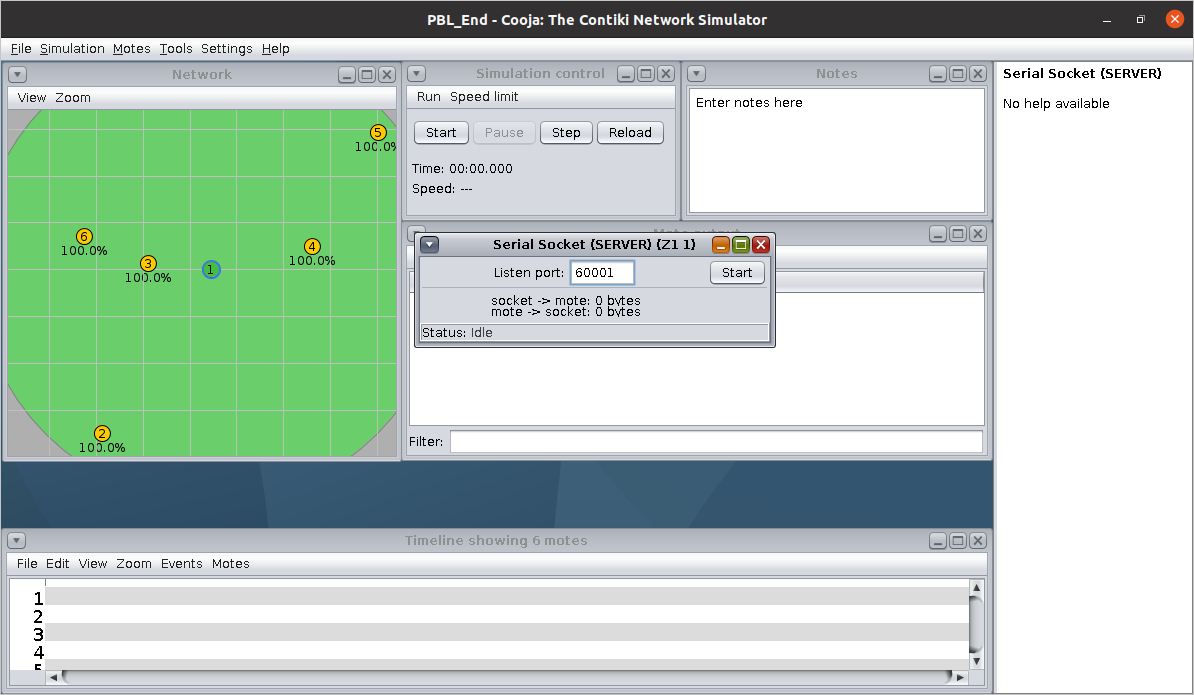 PBL_End - Cooja: The Contiki Network Simulator
File Simulation Motes Tools Settings Help
Network
View Zoom
5
100.0%
6
100.0%
4
100.0%
3
100.0%
1
2
100.0%
Simulation control
Run Speed limit
Start Pause Step Reload
Time: 00:00.000
Speed: ---
Notes
Enter notes here
Serial Socket (SERVER)
No help available
Serial Socket (SERVER) (Z1 1)
Listen port: 60001 Start
socket -> mote: 0 bytes
mote -> socket: 0 bytes
Status: Idle
Filter:
Timeline showing 6 motes
File Edit View Zoom Events Motes
1
2
3
4
5